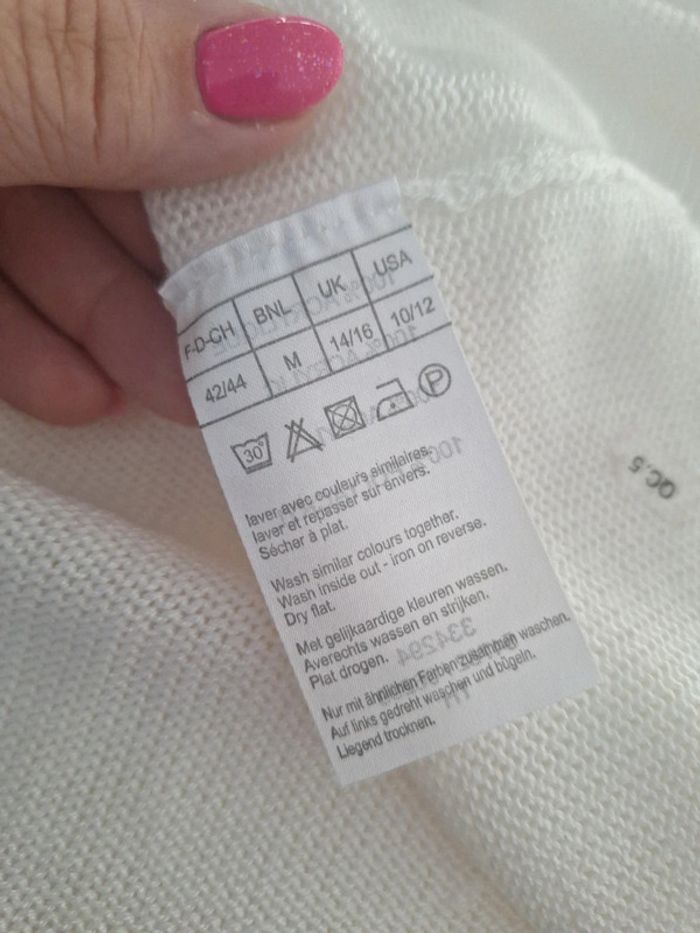 F-D-CH BNL UK USA
42/44 M 14/16 10/12
30° P
laver avec couleurs similaires.
laver et repasser sur envers.
Sécher à plat.
Wash similar colours together.
Wash inside out - iron on reverse.
Dry flat.
Met gelijkaardige kleuren wassen.
Averechts wassen en strijken.
Plat drogen.
Nur mit ähnlichen Farben zusammen waschen.
Auf links gedreht waschen und bügeln.
Liegend trocknen.
334294
QC.5